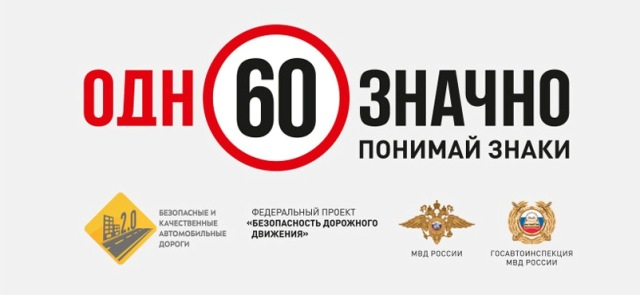 ОДН 60 ЗНАЧНО
ПОНИМАЙ ЗНАКИ
2.0
БЕЗОПАСНЫЕ И
КАЧЕСТВЕННЫЕ
АВТОМОБИЛЬНЫЕ
ДОРОГИ
ФЕДЕРАЛЬНЫЙ ПРОЕКТ
«БЕЗОПАСНОСТЬ ДОРОЖНОГО
ДВИЖЕНИЯ»
МВД РОССИИ
ГОСАВТОИНСПЕКЦИЯ
МВД РОССИИ